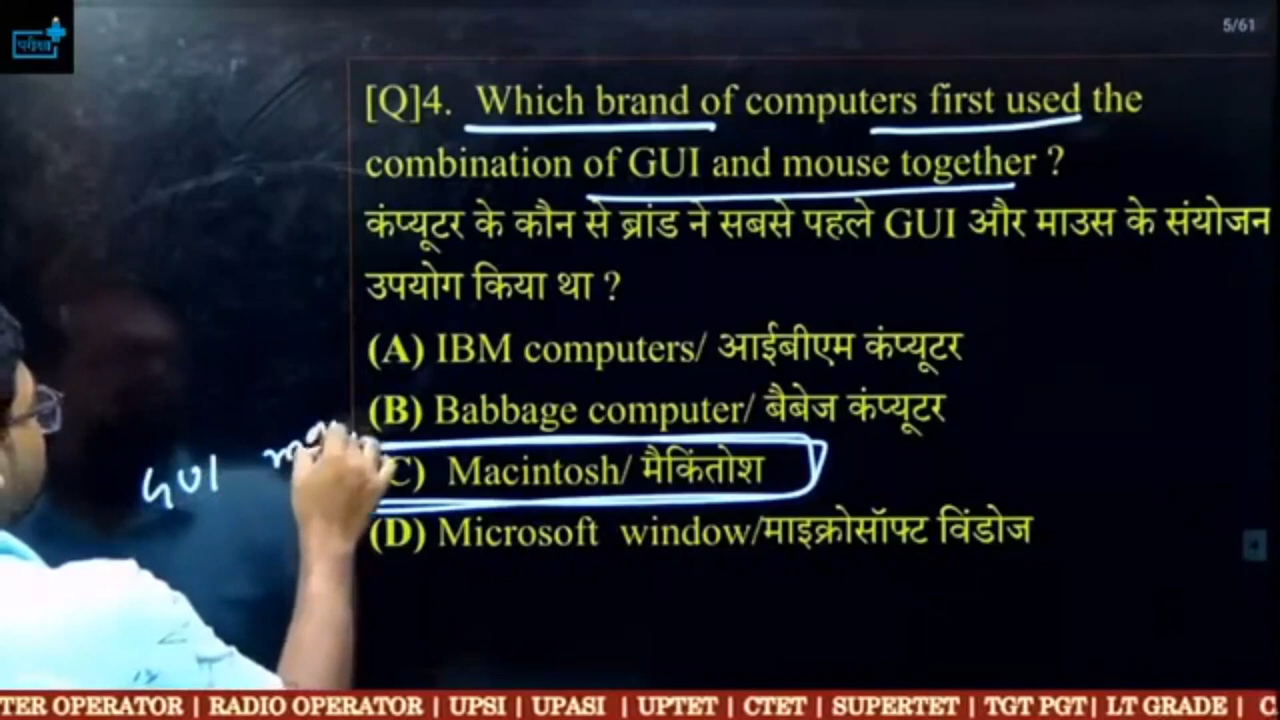 परीक्षा
5/61
[Q]4. Which brand of computers first used the
combination of GUI and mouse together ?
कंप्यूटर के कौन से ब्रांड ने सबसे पहले GUI और माउस के संयोजन
उपयोग किया था ?
(A) IBM computers/ आईबीएम कंप्यूटर
(B) Babbage computer/ बैबेज कंप्यूटर
C) Macintosh/ मैकिंतोश
GUI
(D) Microsoft window/माइक्रोसॉफ्ट विंडोज
4
TER OPERATOR | RADIO OPERATOR | UPSI | UPASI | UPTET | CTET | SUPERTET | TGT PGT| LT GRADE | C